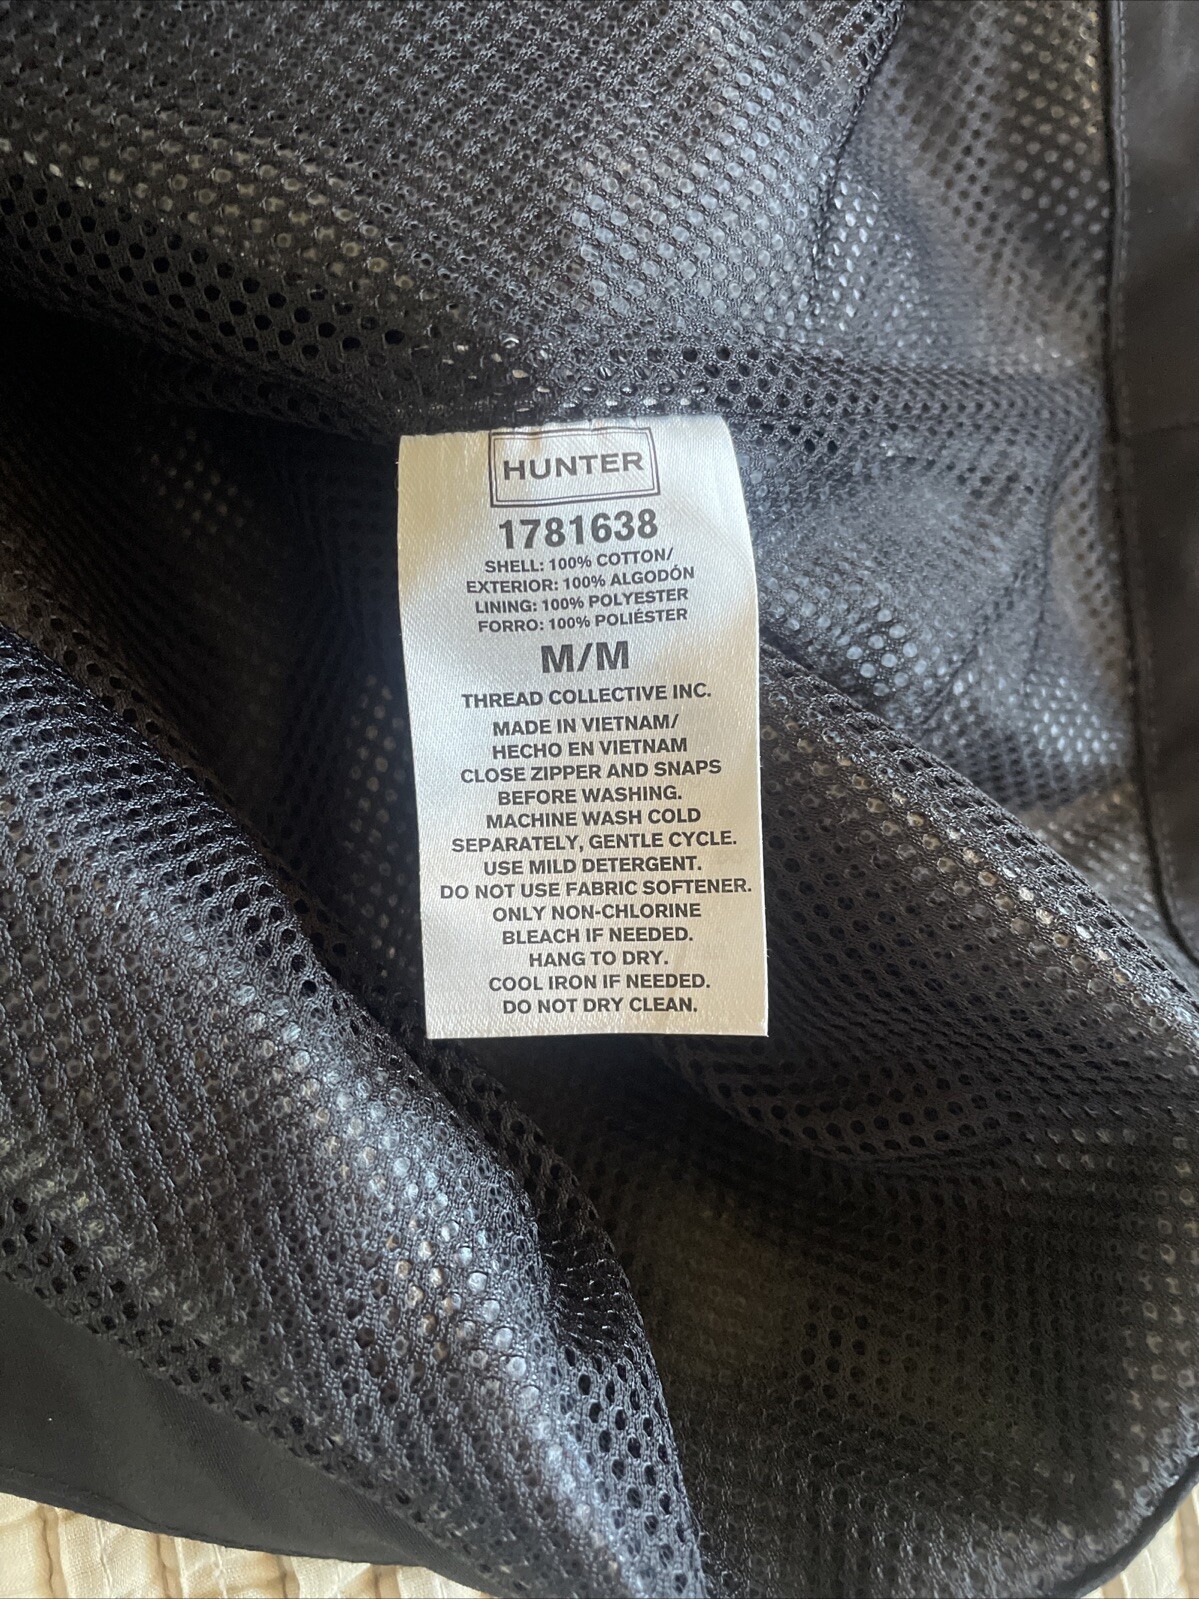 HUNTER
1781638
SHELL: 100% COTTON/
EXTERIOR: 100% ALGODÓN
LINING: 100% POLYESTER
FORRO: 100% POLIÉSTER
M/M
THREAD COLLECTIVE INC.
MADE IN VIETNAM/
HECHO EN VIETNAM
CLOSE ZIPPER AND SNAPS
BEFORE WASHING.
MACHINE WASH COLD
SEPARATELY, GENTLE CYCLE.
USE MILD DETERGENT.
DO NOT USE FABRIC SOFTENER.
ONLY NON-CHLORINE
BLEACH IF NEEDED.
HANG TO DRY.
COOL IRON IF NEEDED.
DO NOT DRY CLEAN.